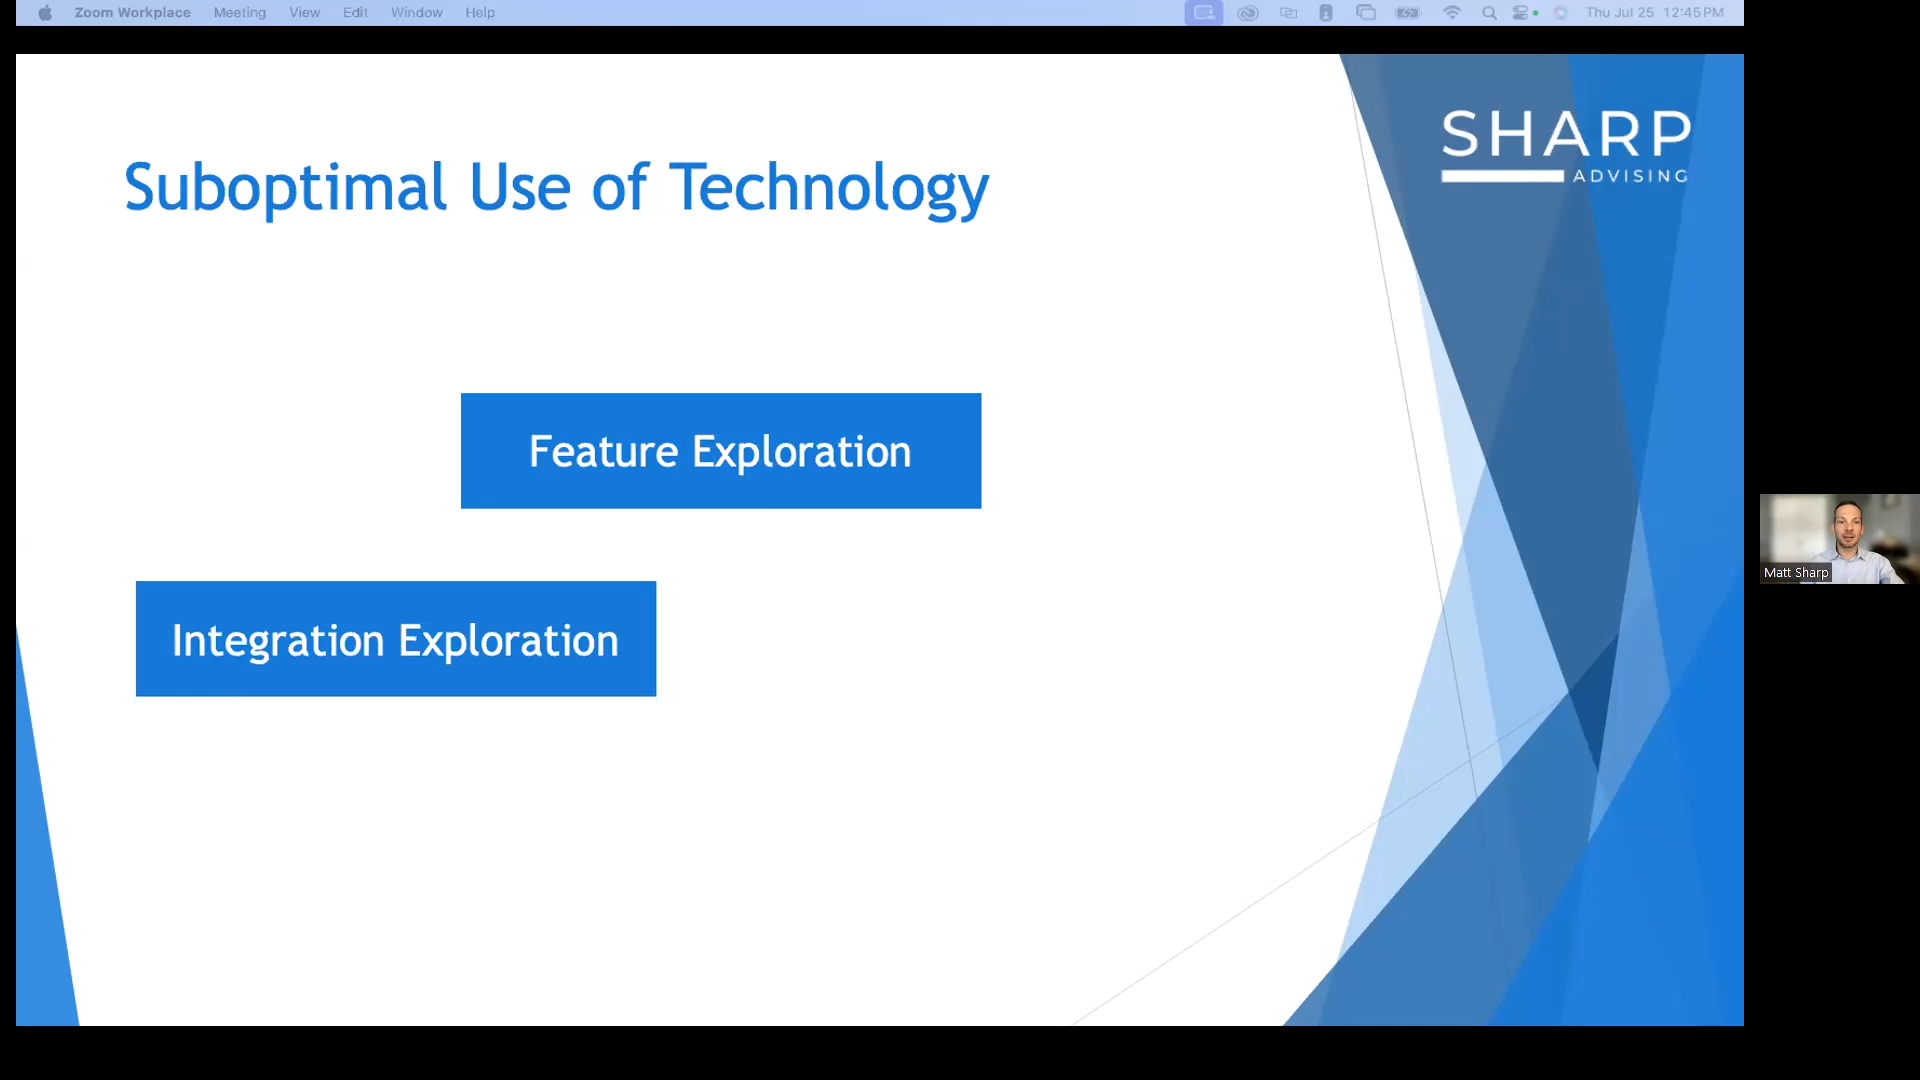 Zoom Workplace Meeting View Edit Window Help Thu Jul 25 12:45 PM
SHARP
ADVISING
Suboptimal Use of Technology
Feature Exploration
Integration Exploration
Matt Sharp